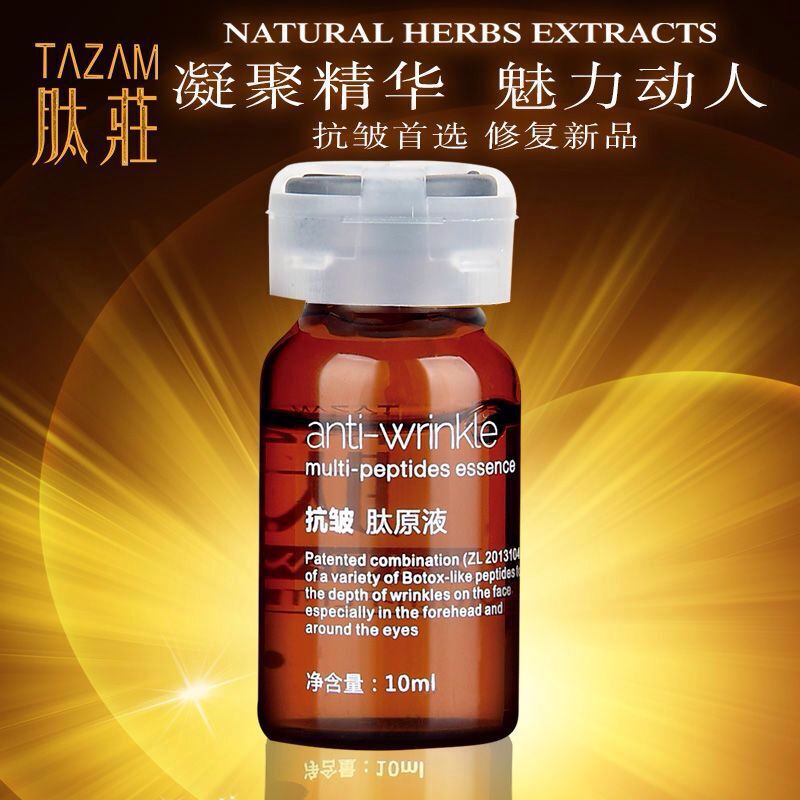 NATURAL HERBS EXTRACTS
TAZAM
肽莊
凝聚精华 魅力动人
抗皱首选 修复新品
anti-wrinkle
multi-peptides essence
抗皱 肽原液
Patented combination (ZL 2013104
of a variety of Botox-like peptides
the depth of wrinkles on the face
especially in the forehead and
around the eyes
净含量：10ml